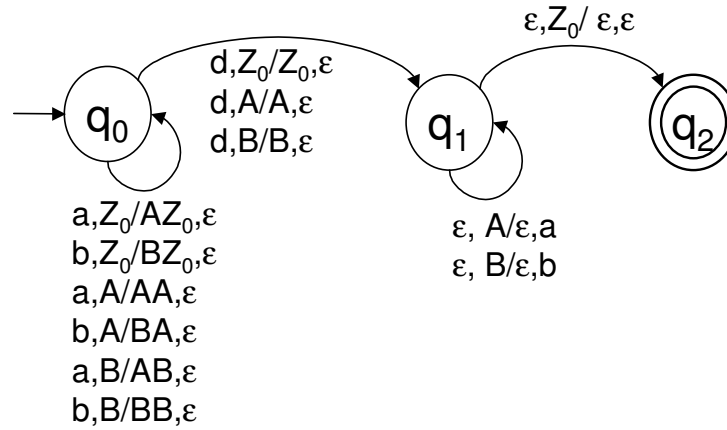 ε,Z₀/ ε,ε
d,Z₀/Z₀,ε
d,A/A,ε
d,B/B,ε
q₀
q₁
q₂
a,Z₀/AZ₀,ε
b,Z₀/BZ₀,ε
a,A/AA,ε
b,A/BA,ε
a,B/AB,ε
b,B/BB,ε
ε, A/ε,a
ε, B/ε,b